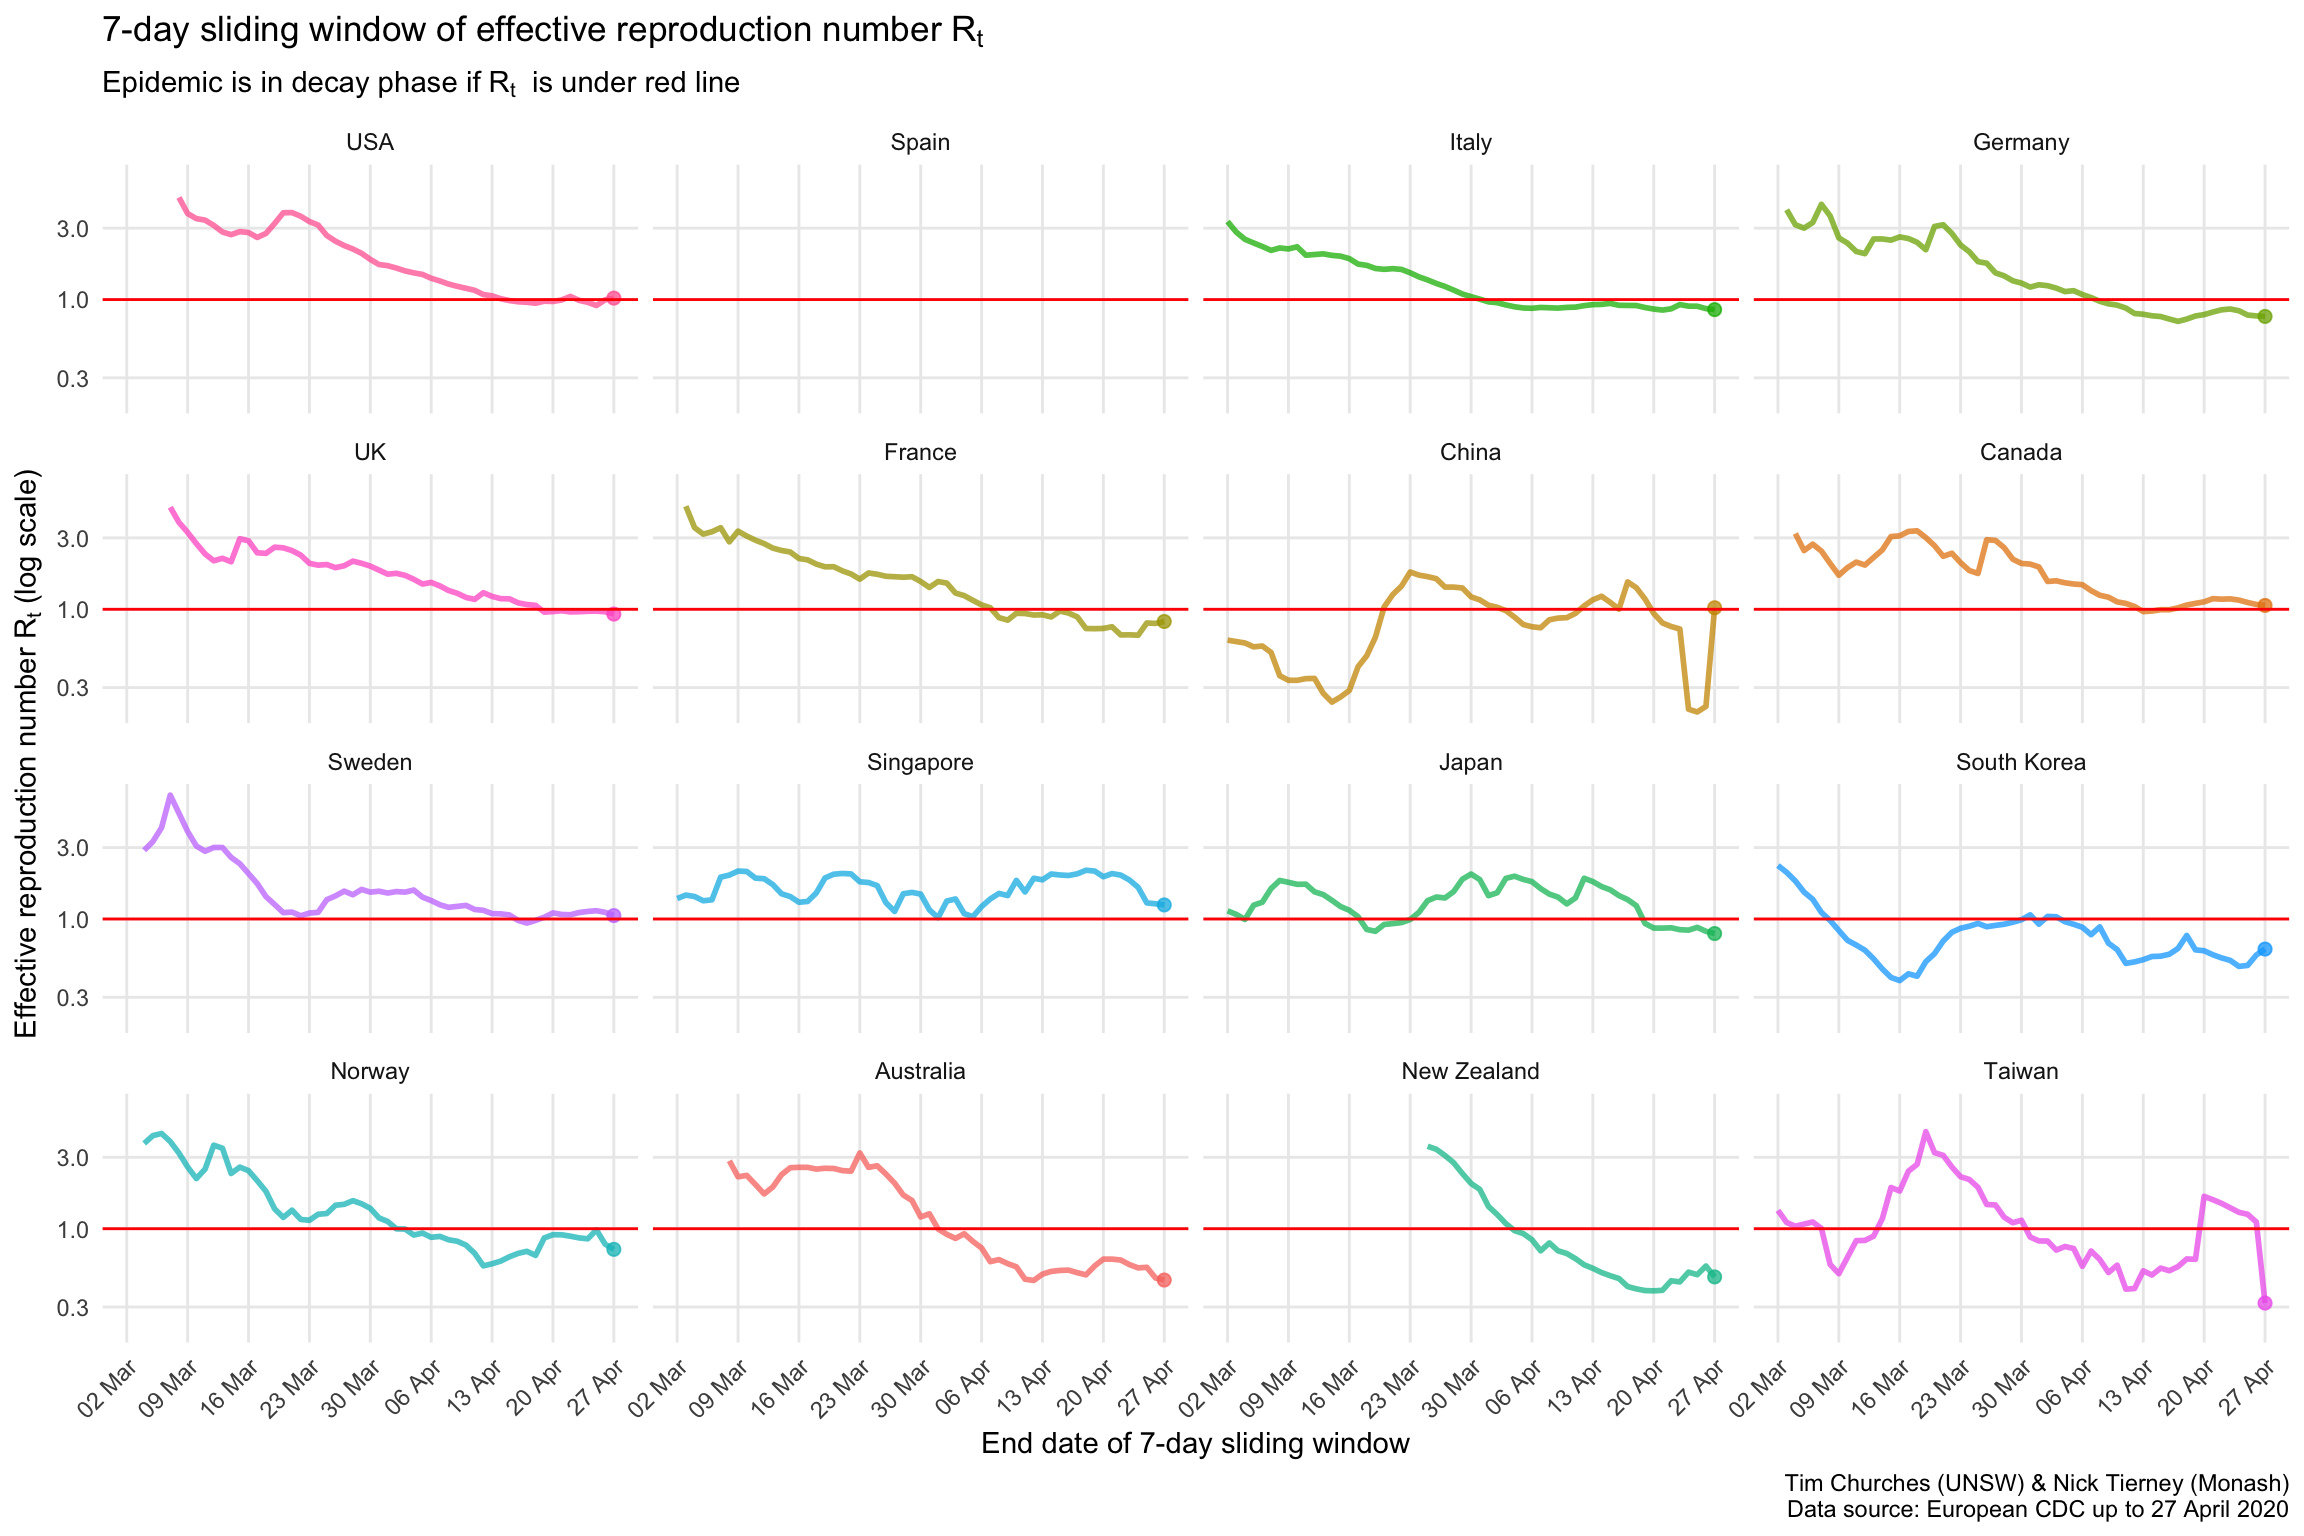 7-day sliding window of effective reproduction number Rt
Epidemic is in decay phase if Rt is under red line
USA Spain Italy Germany
3.0
1.0
0.3
UK France China Canada
3.0
1.0
0.3
Sweden Singapore Japan South Korea
3.0
1.0
0.3
Norway Australia New Zealand Taiwan
3.0
1.0
0.3
Effective reproduction number Rt (log scale)
02 Mar 09 Mar 16 Mar 23 Mar 30 Mar 06 Apr 13 Apr 20 Apr 27 Apr 02 Mar 09 Mar 16 Mar 23 Mar 30 Mar 06 Apr 13 Apr 20 Apr 27 Apr 02 Mar 09 Mar 16 Mar 23 Mar 30 Mar 06 Apr 13 Apr 20 Apr 27 Apr 02 Mar 09 Mar 16 Mar 23 Mar 30 Mar 06 Apr 13 Apr 20 Apr 27 Apr
End date of 7-day sliding window
Tim Churches (UNSW) & Nick Tierney (Monash)
Data source: European CDC up to 27 April 2020